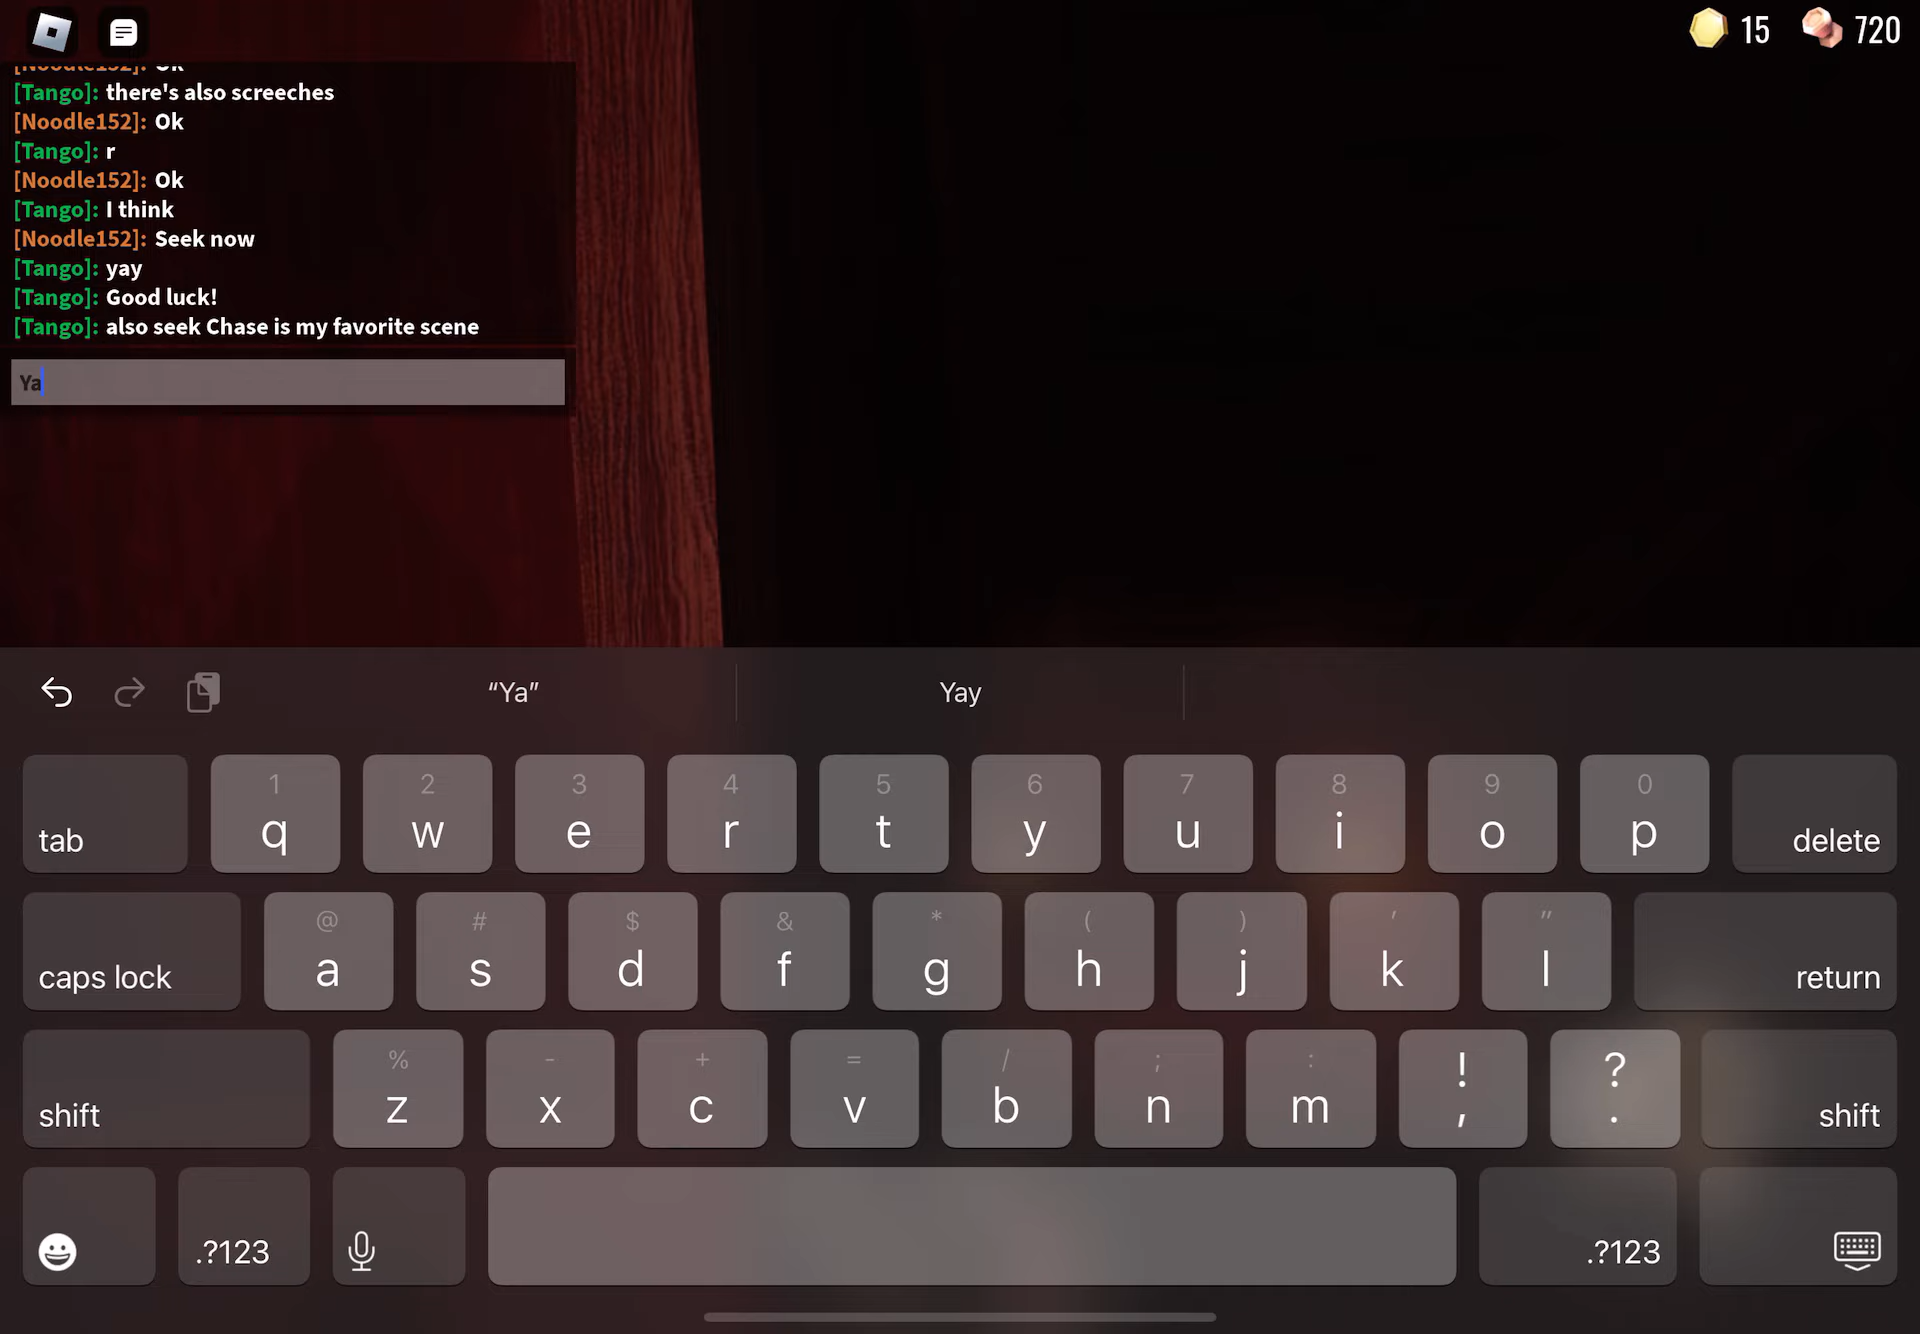 15 720
[Noodle152]: Ok
[Tango]: there's also screeches
[Noodle152]: Ok
[Tango]: r
[Noodle152]: Ok
[Tango]: I think
[Noodle152]: Seek now
[Tango]: yay
[Tango]: Good luck!
[Tango]: also seek Chase is my favorite scene
Ya
“Ya” Yay
1 2 3 4 5 6 7 8 9 0
tab q w e r t y u i o p delete
@ # $ & * ( ) ' "
caps lock a s d f g h j k l return
% - + = / ; : ! ?
shift z x c v b n m , . shift
.?123 .?123